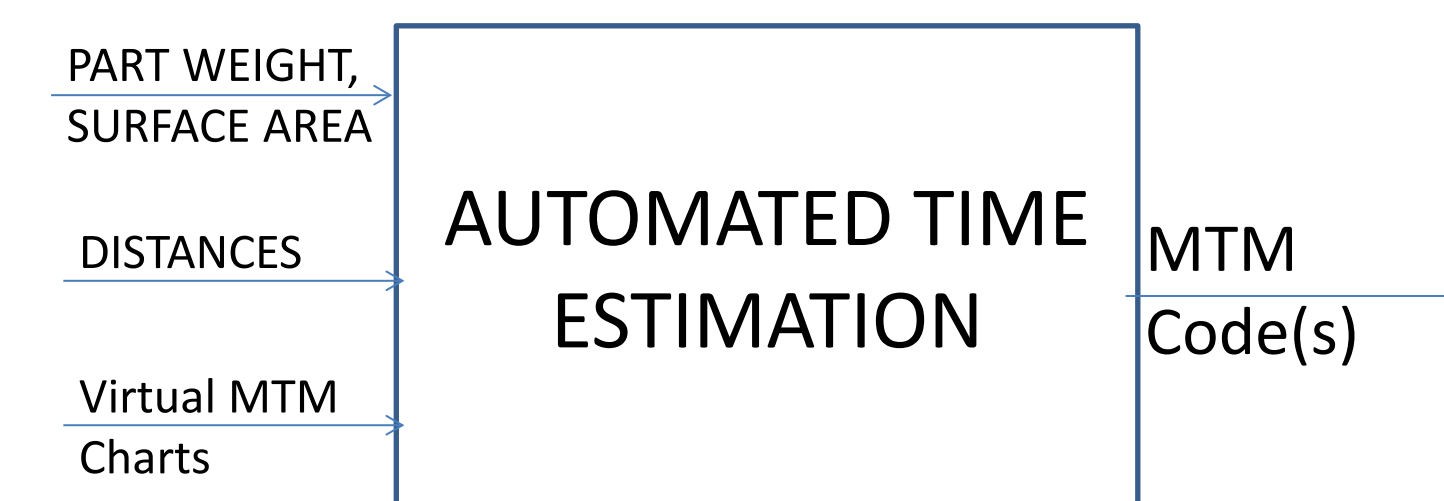 PART WEIGHT,
SURFACE AREA
DISTANCES
Virtual MTM
Charts
AUTOMATED TIME
ESTIMATION
MTM
Code(s)